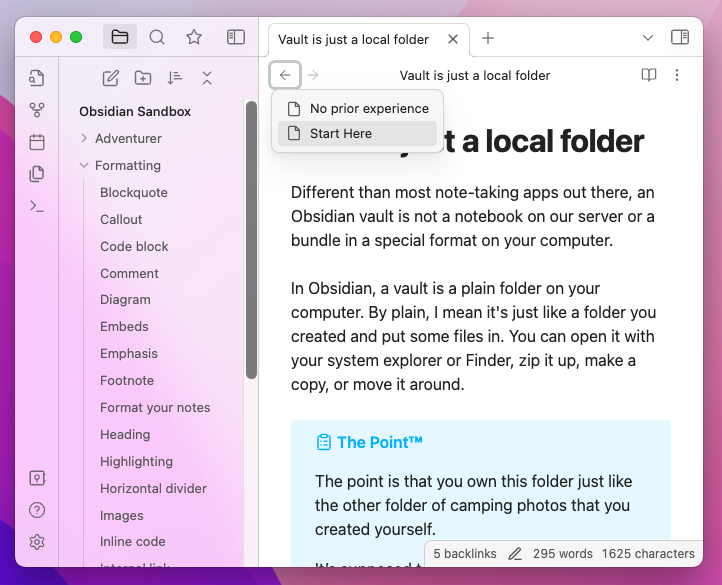 Vault is just a local folder
Vault is just a local folder
No prior experience
Start Here
Obsidian Sandbox
Adventurer
Formatting
Blockquote
Callout
Code block
Comment
Diagram
Embeds
Emphasis
Footnote
Format your notes
Heading
Highlighting
Horizontal divider
Images
Inline code
Internal link
t a local folder
Different than most note-taking apps out there, an
Obsidian vault is not a notebook on our server or a
bundle in a special format on your computer.
In Obsidian, a vault is a plain folder on your
computer. By plain, I mean it's just like a folder you
created and put some files in. You can open it with
your system explorer or Finder, zip it up, make a
copy, or move it around.
The Point™
The point is that you own this folder just like
the other folder of camping photos that you
created yourself.
It's supposed t
5 backlinks 295 words 1625 characters